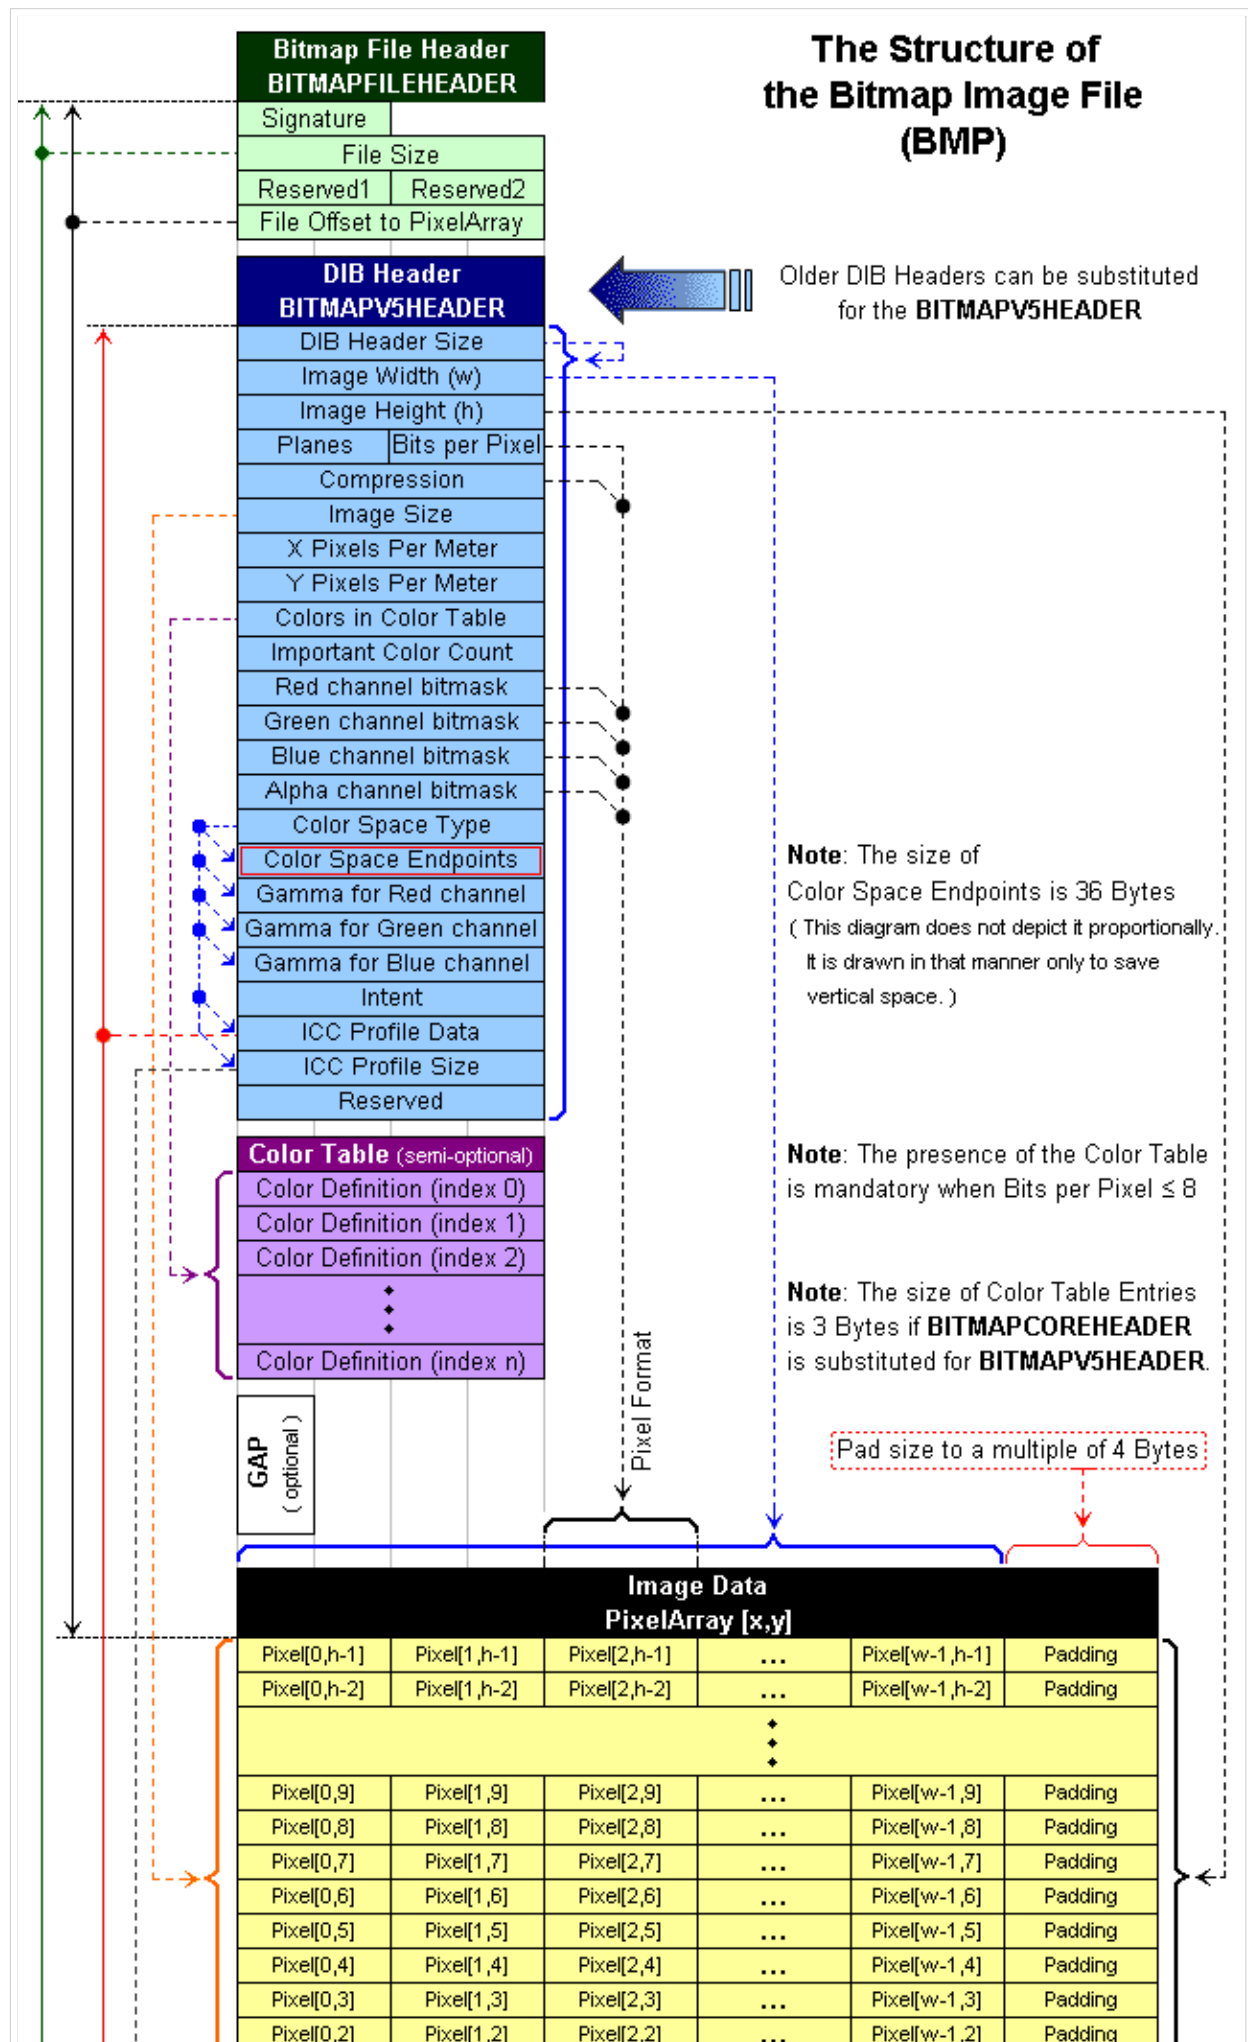 Bitmap File Header
BITMAPFILEHEADER
The Structure of
the Bitmap Image File
(BMP)
Signature
File Size
Reserved1 Reserved2
File Offset to PixelArray
DIB Header
BITMAPV5HEADER
Older DIB Headers can be substituted
for the BITMAPV5HEADER
DIB Header Size
Image Width (w)
Image Height (h)
Planes Bits per Pixel
Compression
Image Size
X Pixels Per Meter
Y Pixels Per Meter
Colors in Color Table
Important Color Count
Red channel bitmask
Green channel bitmask
Blue channel bitmask
Alpha channel bitmask
Color Space Type
Color Space Endpoints
Gamma for Red channel
Gamma for Green channel
Gamma for Blue channel
Intent
ICC Profile Data
ICC Profile Size
Reserved
Note: The size of
Color Space Endpoints is 36 Bytes
( This diagram does not depict it proportionally.
It is drawn in that manner only to save
vertical space. )
Color Table (semi-optional)
Color Definition (index 0)
Color Definition (index 1)
Color Definition (index 2)
Color Definition (index n)
Note: The presence of the Color Table
is mandatory when Bits per Pixel ≤ 8
Note: The size of Color Table Entries
is 3 Bytes if BITMAPCOREHEADER
is substituted for BITMAPV5HEADER.
GAP
( optional )
Pixel Format
Pad size to a multiple of 4 Bytes
Image Data
PixelArray [x,y]
Pixel[0,h-1] Pixel[1,h-1] Pixel[2,h-1] ... Pixel[w-1,h-1] Padding
Pixel[0,h-2] Pixel[1,h-2] Pixel[2,h-2] ... Pixel[w-1,h-2] Padding
Pixel[0,9] Pixel[1,9] Pixel[2,9] ... Pixel[w-1,9] Padding
Pixel[0,8] Pixel[1,8] Pixel[2,8] ... Pixel[w-1,8] Padding
Pixel[0,7] Pixel[1,7] Pixel[2,7] ... Pixel[w-1,7] Padding
Pixel[0,6] Pixel[1,6] Pixel[2,6] ... Pixel[w-1,6] Padding
Pixel[0,5] Pixel[1,5] Pixel[2,5] ... Pixel[w-1,5] Padding
Pixel[0,4] Pixel[1,4] Pixel[2,4] ... Pixel[w-1,4] Padding
Pixel[0,3] Pixel[1,3] Pixel[2,3] ... Pixel[w-1,3] Padding
Pixel[0,2] Pixel[1,2] Pixel[2,2] ... Pixel[w-1,2] Padding